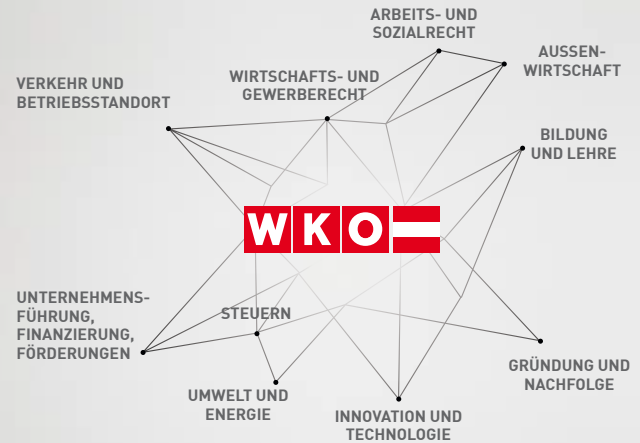 ARBEITS- UND
SOZIALRECHT
AUSSEN-
WIRTSCHAFT
WIRTSCHAFTS- UND
GEWERBERECHT
VERKEHR UND
BETRIEBSSTANDORT
BILDUNG
UND LEHRE
WKO
UNTERNEHMENS-
FÜHRUNG,
FINANZIERUNG,
FÖRDERUNGEN
STEUERN
GRÜNDUNG UND
NACHFOLGE
UMWELT UND
ENERGIE
INNOVATION UND
TECHNOLOGIE